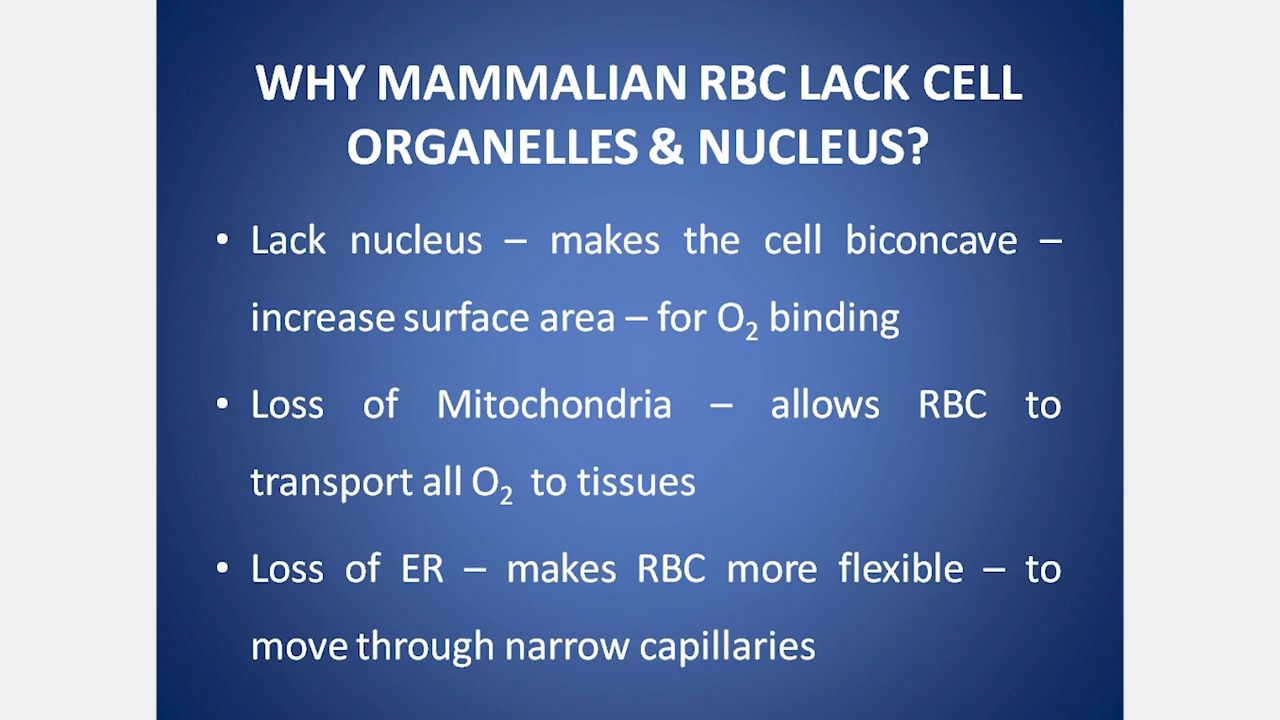 WHY MAMMALIAN RBC LACK CELL
ORGANELLES & NUCLEUS?
• Lack nucleus – makes the cell biconcave –
increase surface area – for O₂ binding
• Loss of Mitochondria – allows RBC to
transport all O₂ to tissues
• Loss of ER – makes RBC more flexible – to
move through narrow capillaries